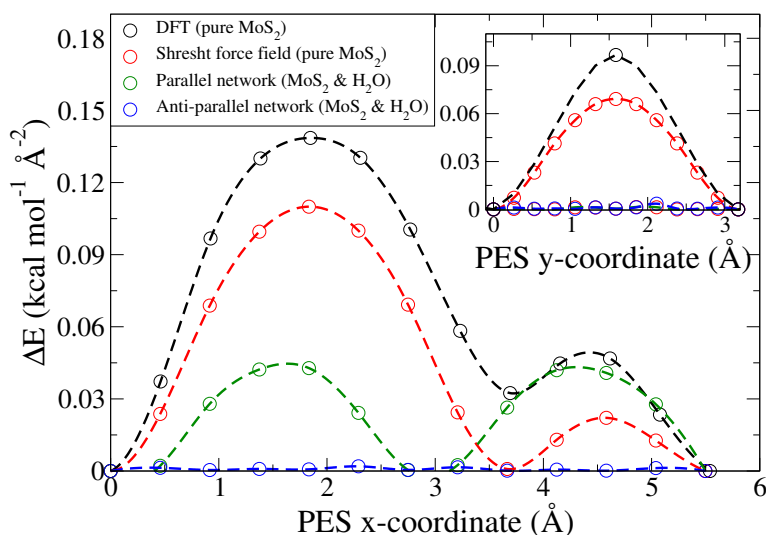 0.18
0.15
0.12
0.09
0.06
0.03
0
ΔE (kcal mol⁻¹ Å⁻²)
DFT (pure MoS₂)
Shresht force field (pure MoS₂)
Parallel network (MoS₂ & H₂O)
Anti-parallel network (MoS₂ & H₂O)
0.09
0.06
0.03
0
0 1 2 3
PES y-coordinate (Å)
0 1 2 3 4 5 6
PES x-coordinate (Å)